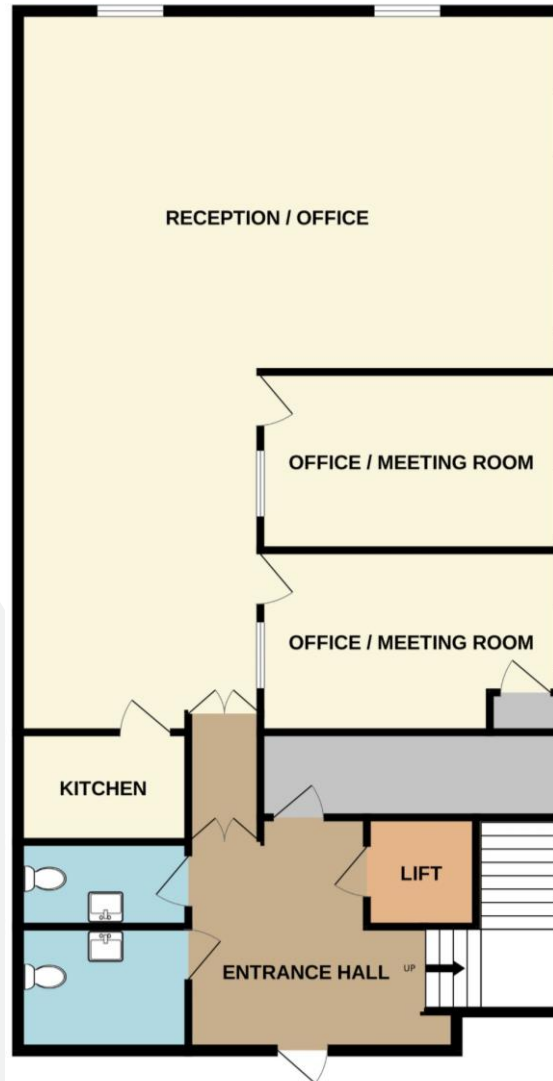 RECEPTION / OFFICE
OFFICE / MEETING ROOM
OFFICE / MEETING ROOM
KITCHEN
LIFT
ENTRANCE HALL
UP